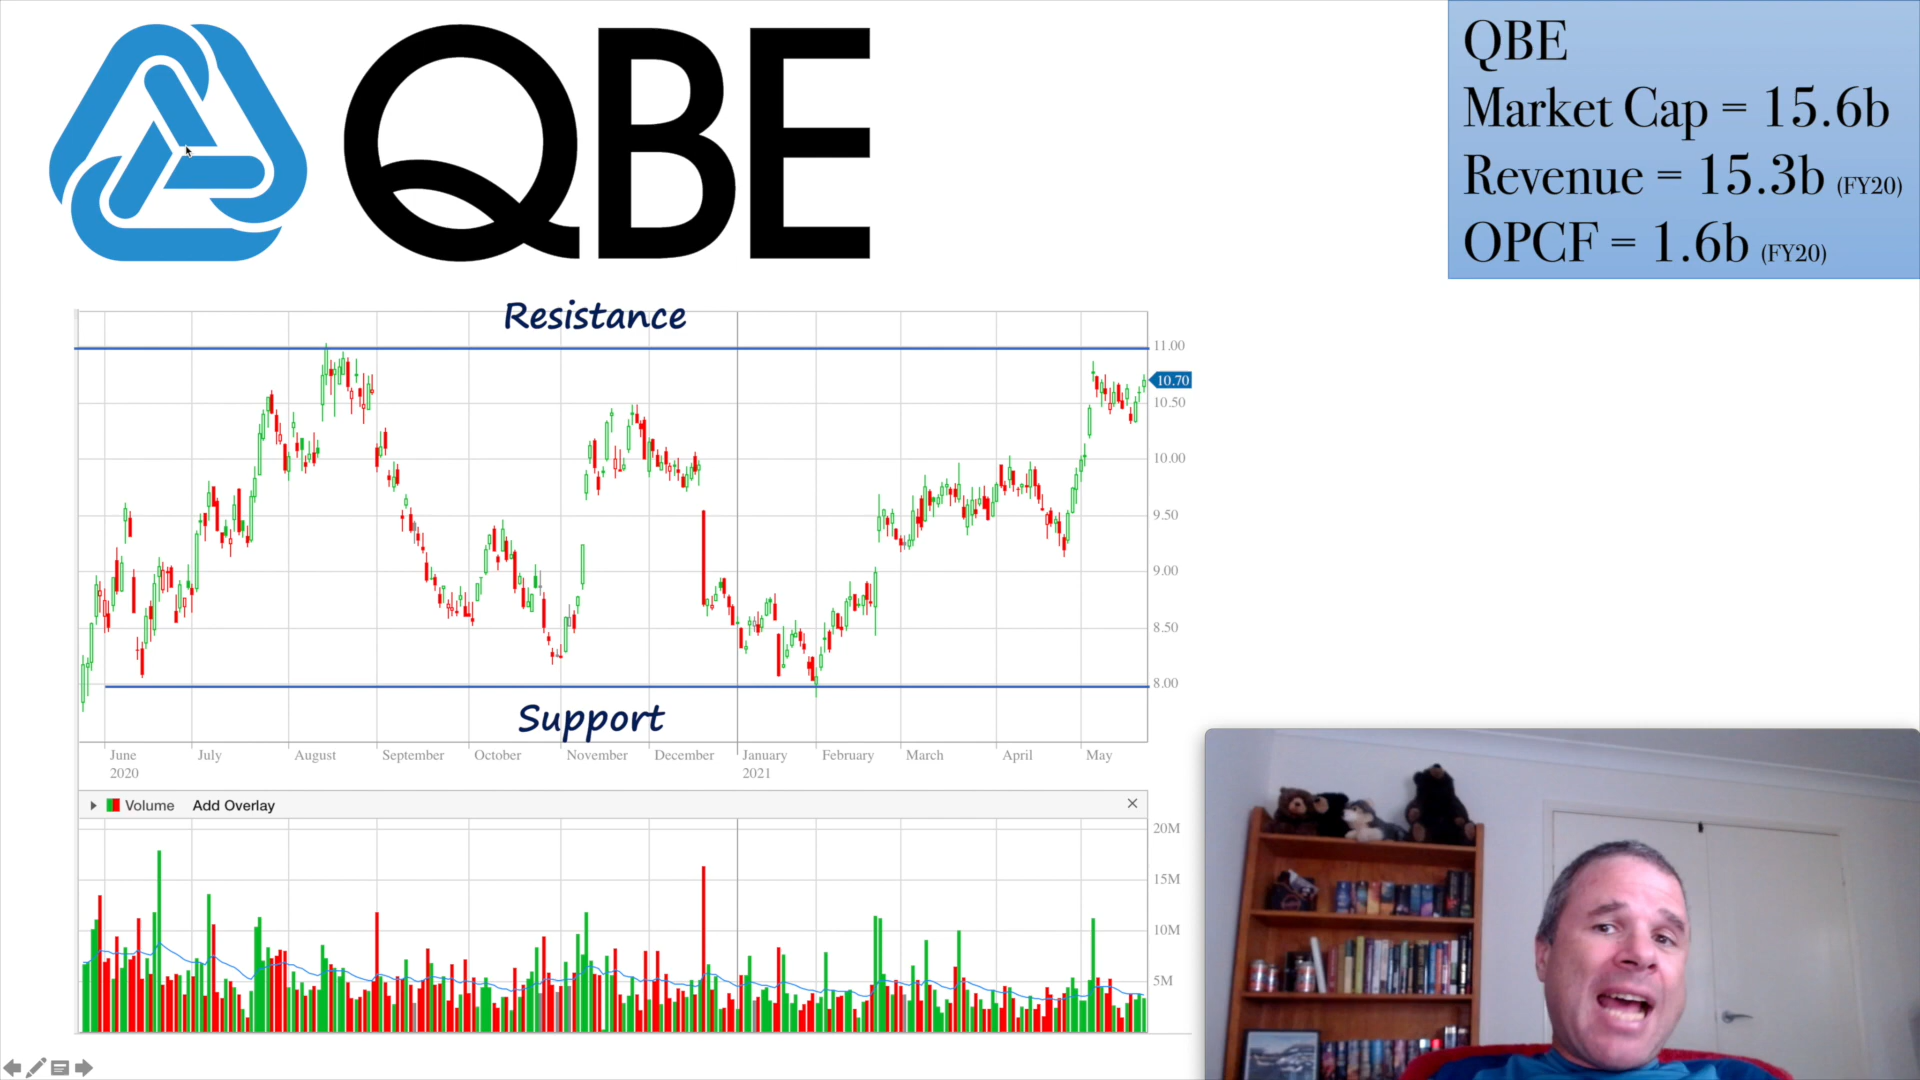 QBE
QBE
Market Cap = 15.6b
Revenue = 15.3b (FY20)
OPCF = 1.6b (FY20)
Resistance
11.00
10.70
10.50
10.00
9.50
9.00
8.50
8.00
Support
June July August September October November December January February March April May
2020 2021
Volume Add Overlay
20M
15M
10M
5M